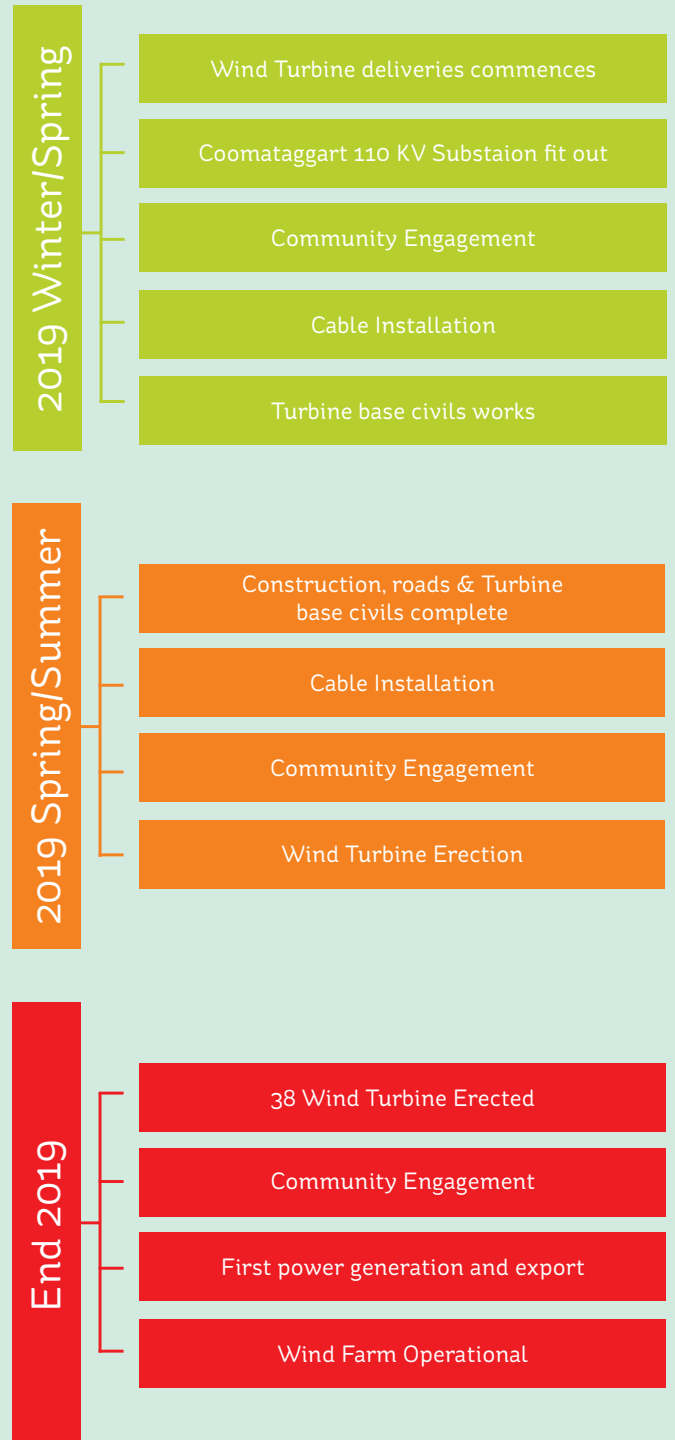 2019 Winter/Spring
Wind Turbine deliveries commences
Coomataggart 110 KV Substaion fit out
Community Engagement
Cable Installation
Turbine base civils works
2019 Spring/Summer
Construction, roads & Turbine
base civils complete
Cable Installation
Community Engagement
Wind Turbine Erection
End 2019
38 Wind Turbine Erected
Community Engagement
First power generation and export
Wind Farm Operational